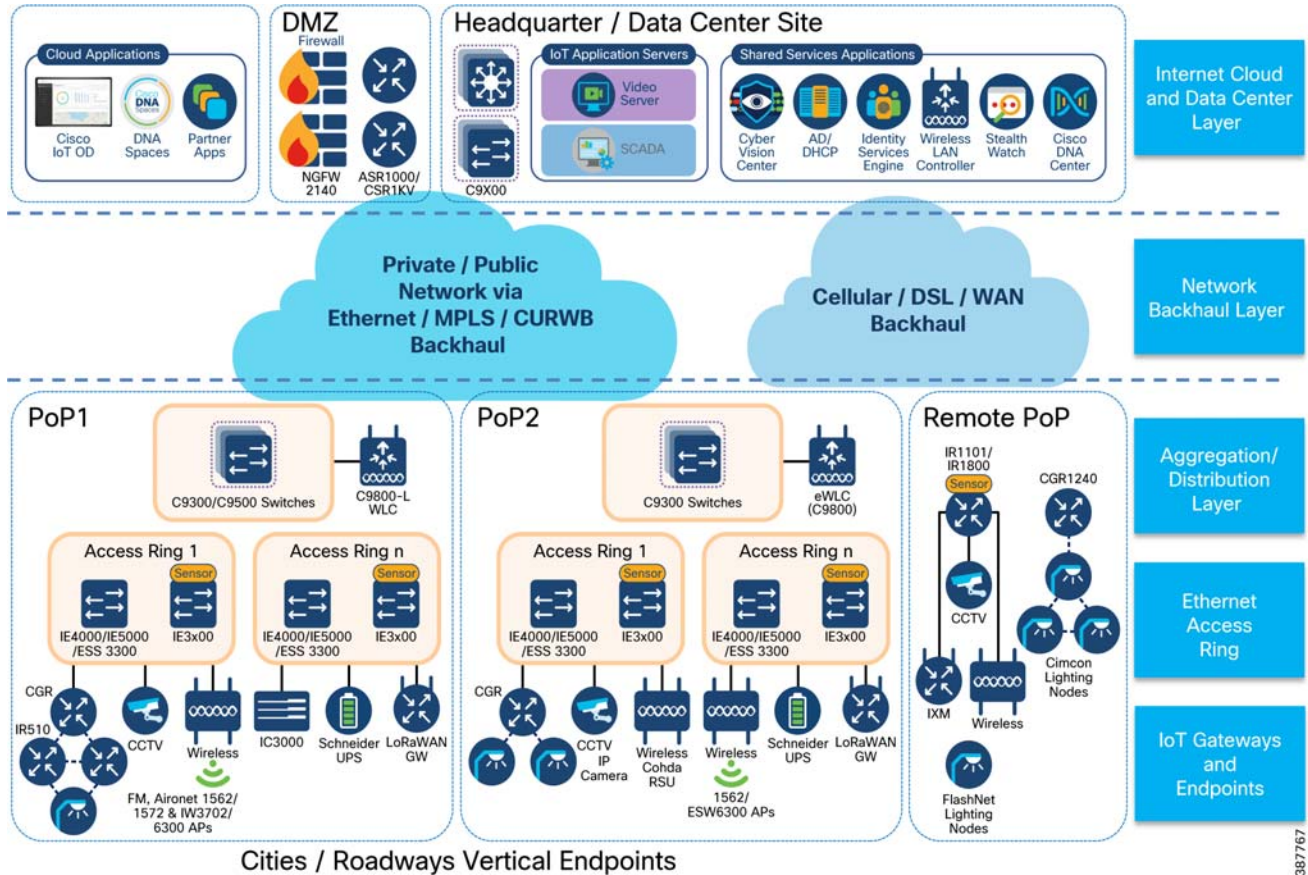 Cloud Applications
Cisco
IoT OD
Cisco
DNA
Spaces
DNA
Spaces
Partner
Apps
DMZ
Firewall
NGFW
2140
ASR1000/
CSR1KV
Headquarter / Data Center Site
C9X00
IoT Application Servers
Video
Server
SCADA
Shared Services Applications
Cyber
Vision
Center
AD/
DHCP
Identity
Services
Engine
Wireless
LAN
Controller
Stealth
Watch
Cisco
DNA
Center
Internet Cloud
and Data Center
Layer
Private / Public
Network via
Ethernet / MPLS / CURWB
Backhaul
Cellular / DSL / WAN
Backhaul
Network
Backhaul Layer
PoP1
C9300/C9500 Switches
C9800-L
WLC
Access Ring 1
Sensor
IE4000/IE5000
/ESS 3300
IE3x00
Access Ring n
Sensor
IE4000/IE5000
/ESS 3300
IE3x00
CGR
IR510
CCTV
Wireless
FM, Aironet 1562/
1572 & IW3702/
6300 APs
IC3000
Schneider
UPS
LoRaWAN
GW
PoP2
C9300 Switches
eWLC
(C9800)
Access Ring 1
Sensor
IE4000/IE5000
/ESS 3300
IE3x00
Access Ring n
Sensor
IE4000/IE5000
/ESS 3300
IE3x00
CGR
CCTV
IP
Camera
Wireless
Cohda
RSU
Wireless
1562/
ESW6300 APs
Schneider
UPS
LoRaWAN
GW
Remote PoP
IR1101/
IR1800
Sensor
CGR1240
CCTV
Cimcon
Lighting
Nodes
IXM
Wireless
FlashNet
Lighting
Nodes
Aggregation/
Distribution
Layer
Ethernet
Access
Ring
IoT Gateways
and
Endpoints
Cities / Roadways Vertical Endpoints
387767